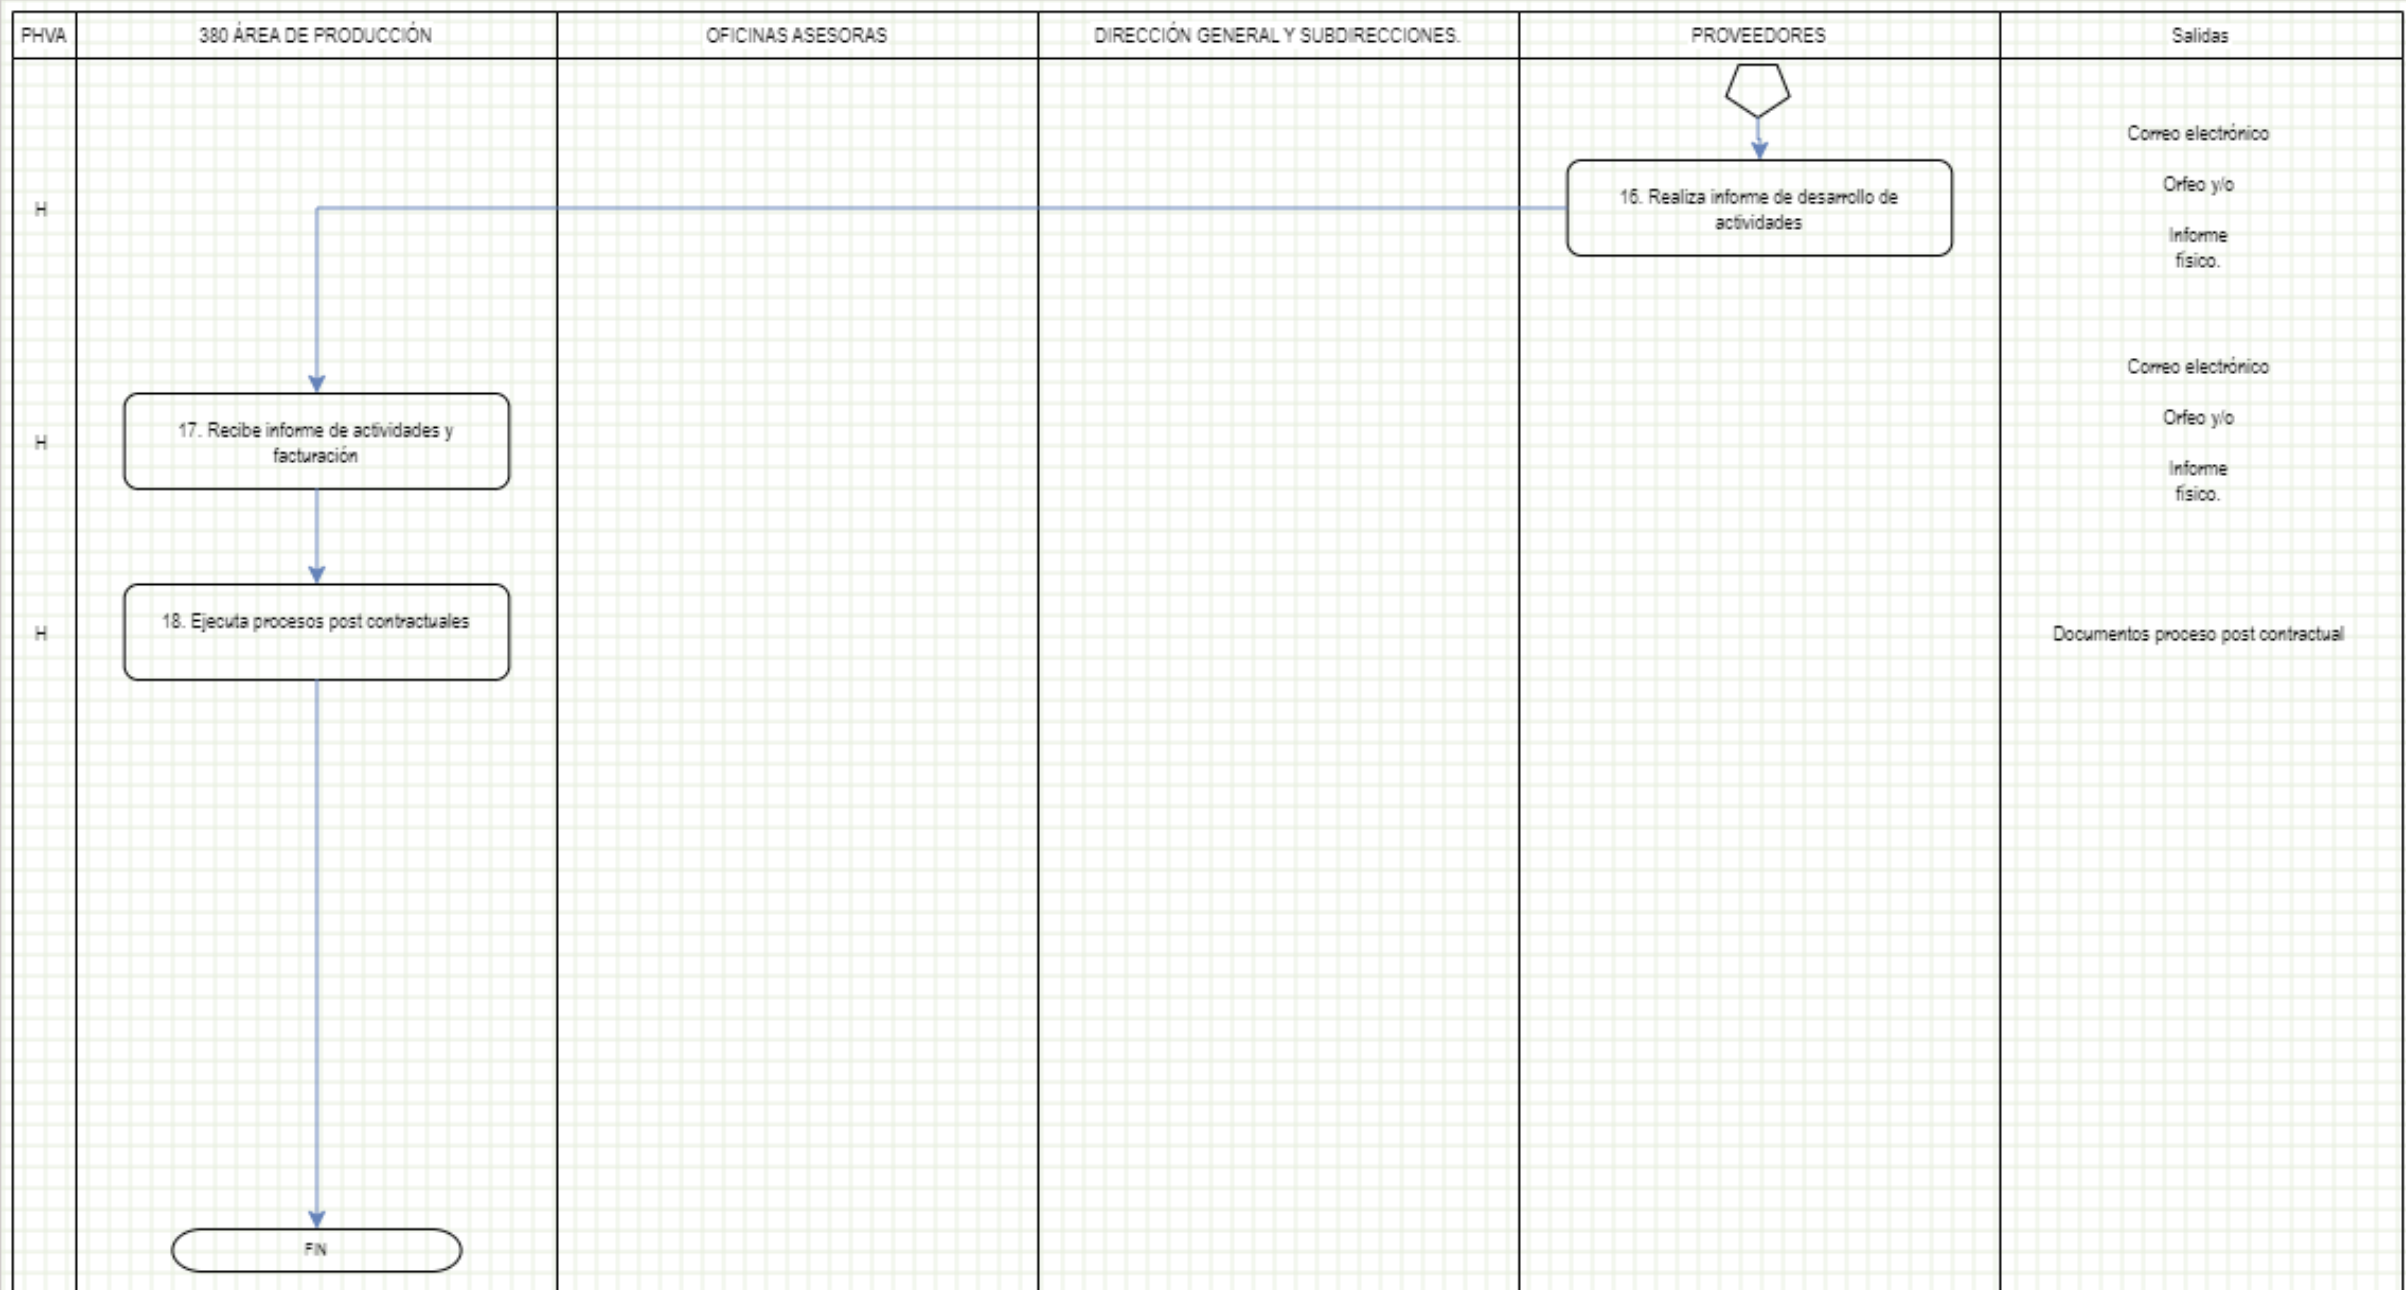 PHVA
380 ÁREA DE PRODUCCIÓN
OFICINAS ASESORAS
DIRECCIÓN GENERAL Y SUBDIRECCIONES.
PROVEEDORES
Salidas
H
16. Realiza informe de desarrollo de
actividades
Correo electrónico
Orfeo y/o
Informe
físico.
H
17. Recibe informe de actividades y
facturación
Correo electrónico
Orfeo y/o
Informe
físico.
H
18. Ejecuta procesos post contractuales
Documentos proceso post contractual
FIN